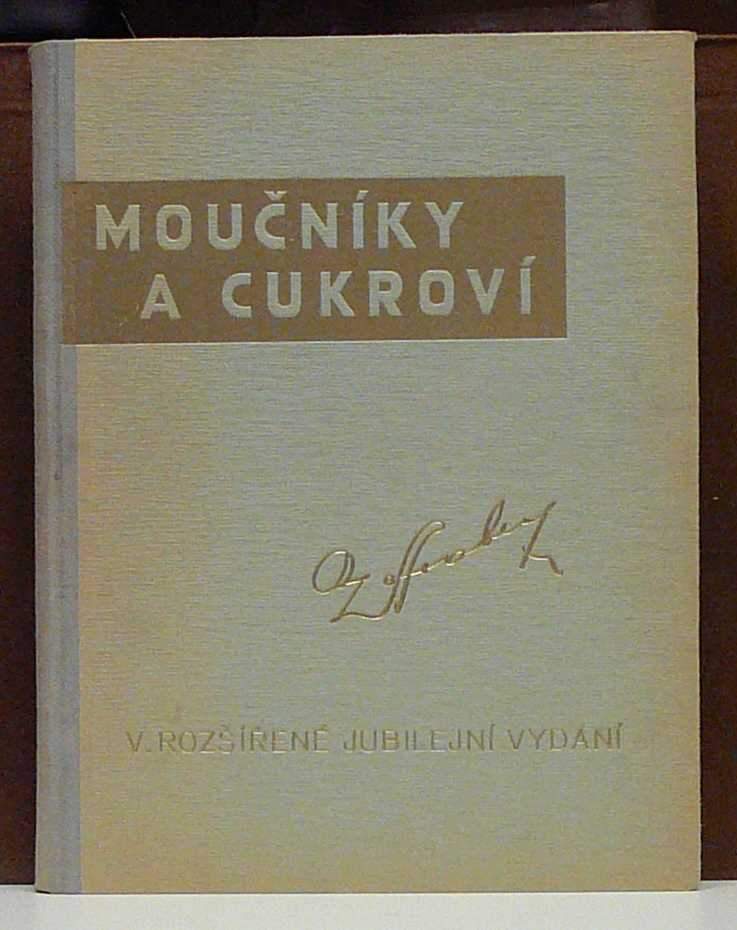 MOUČNÍKY
A CUKROVÍ
V. ROZŠÍŘENÉ JUBILEJNÍ VYDÁNÍ